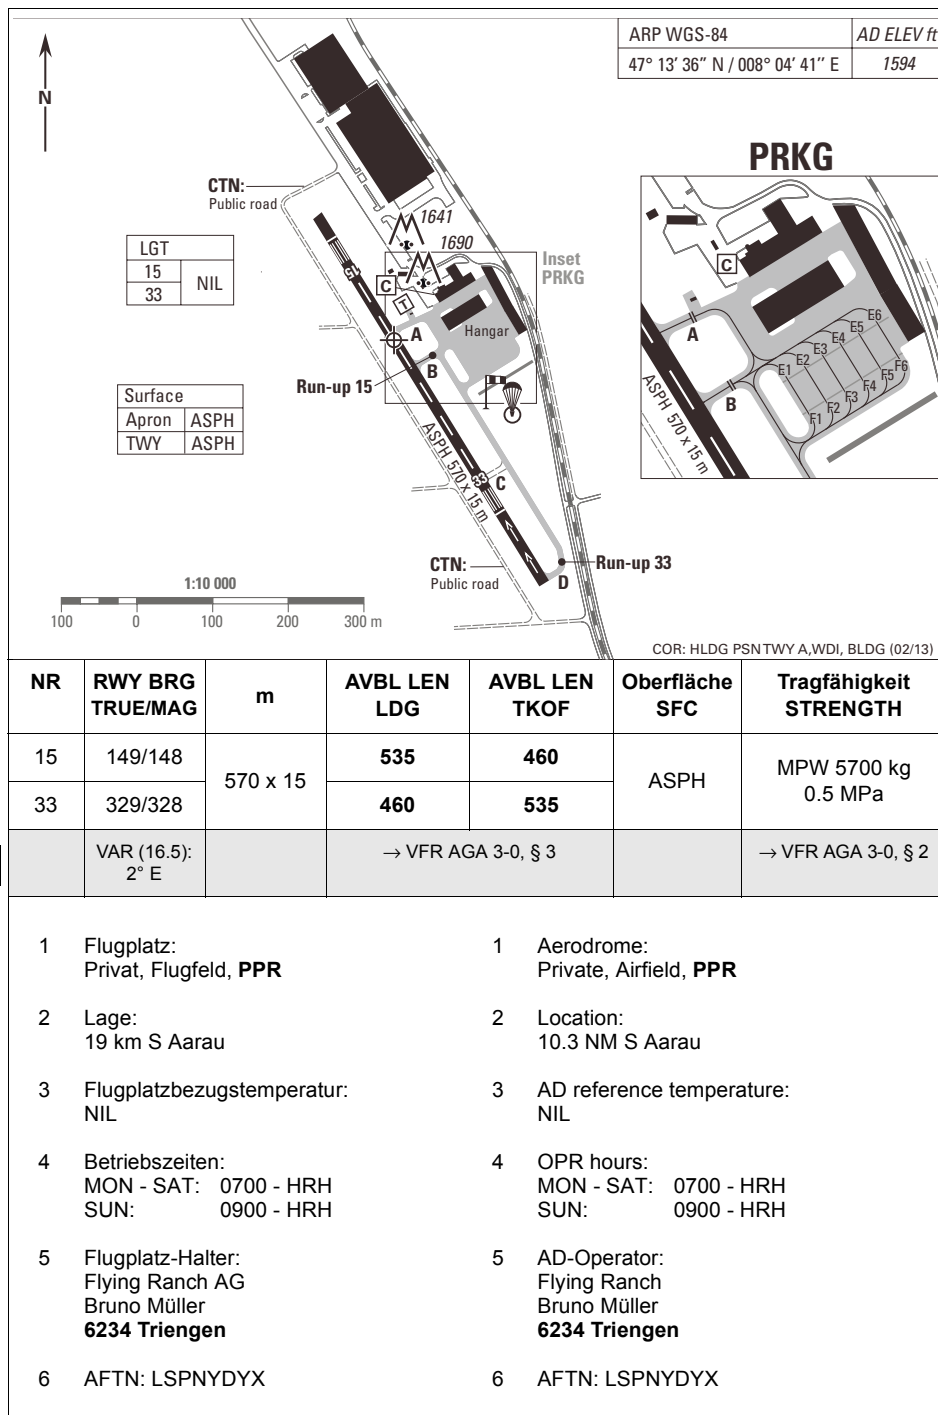 ARP WGS-84 AD ELEV ft
47° 13' 36" N / 008° 04' 41'' E 1594
N
PRKG
CTN:
Public road
1641
1690
LGT
15 NIL
33
Inset
PRKG
C
C
15
T
A
Hangar
B
Run-up 15
Surface
Apron ASPH
TWY ASPH
ASPH 570 x 15 m
33
C
A
B
E1 E2 E3 E4 E5 E6
F1 F2 F3 F4 F5 F6
ASPH 570 x 15 m
CTN:
Public road
Run-up 33
D
1:10 000
100 0 100 200 300 m
COR: HLDG PSN TWY A,WDI, BLDG (02/13)
NR RWY BRG TRUE/MAG m AVBL LEN LDG AVBL LEN TKOF Oberfläche SFC Tragfähigkeit STRENGTH
15 149/148 570 x 15 535 460 ASPH MPW 5700 kg 0.5 MPa
33 329/328 460 535
VAR (16.5): 2° E → VFR AGA 3-0, § 3 → VFR AGA 3-0, § 2
1 Flugplatz:
Privat, Flugfeld, PPR
2 Lage:
19 km S Aarau
3 Flugplatzbezugstemperatur:
NIL
4 Betriebszeiten:
MON - SAT: 0700 - HRH
SUN: 0900 - HRH
5 Flugplatz-Halter:
Flying Ranch AG
Bruno Müller
6234 Triengen
6 AFTN: LSPNYDYX
1 Aerodrome:
Private, Airfield, PPR
2 Location:
10.3 NM S Aarau
3 AD reference temperature:
NIL
4 OPR hours:
MON - SAT: 0700 - HRH
SUN: 0900 - HRH
5 AD-Operator:
Flying Ranch
Bruno Müller
6234 Triengen
6 AFTN: LSPNYDYX